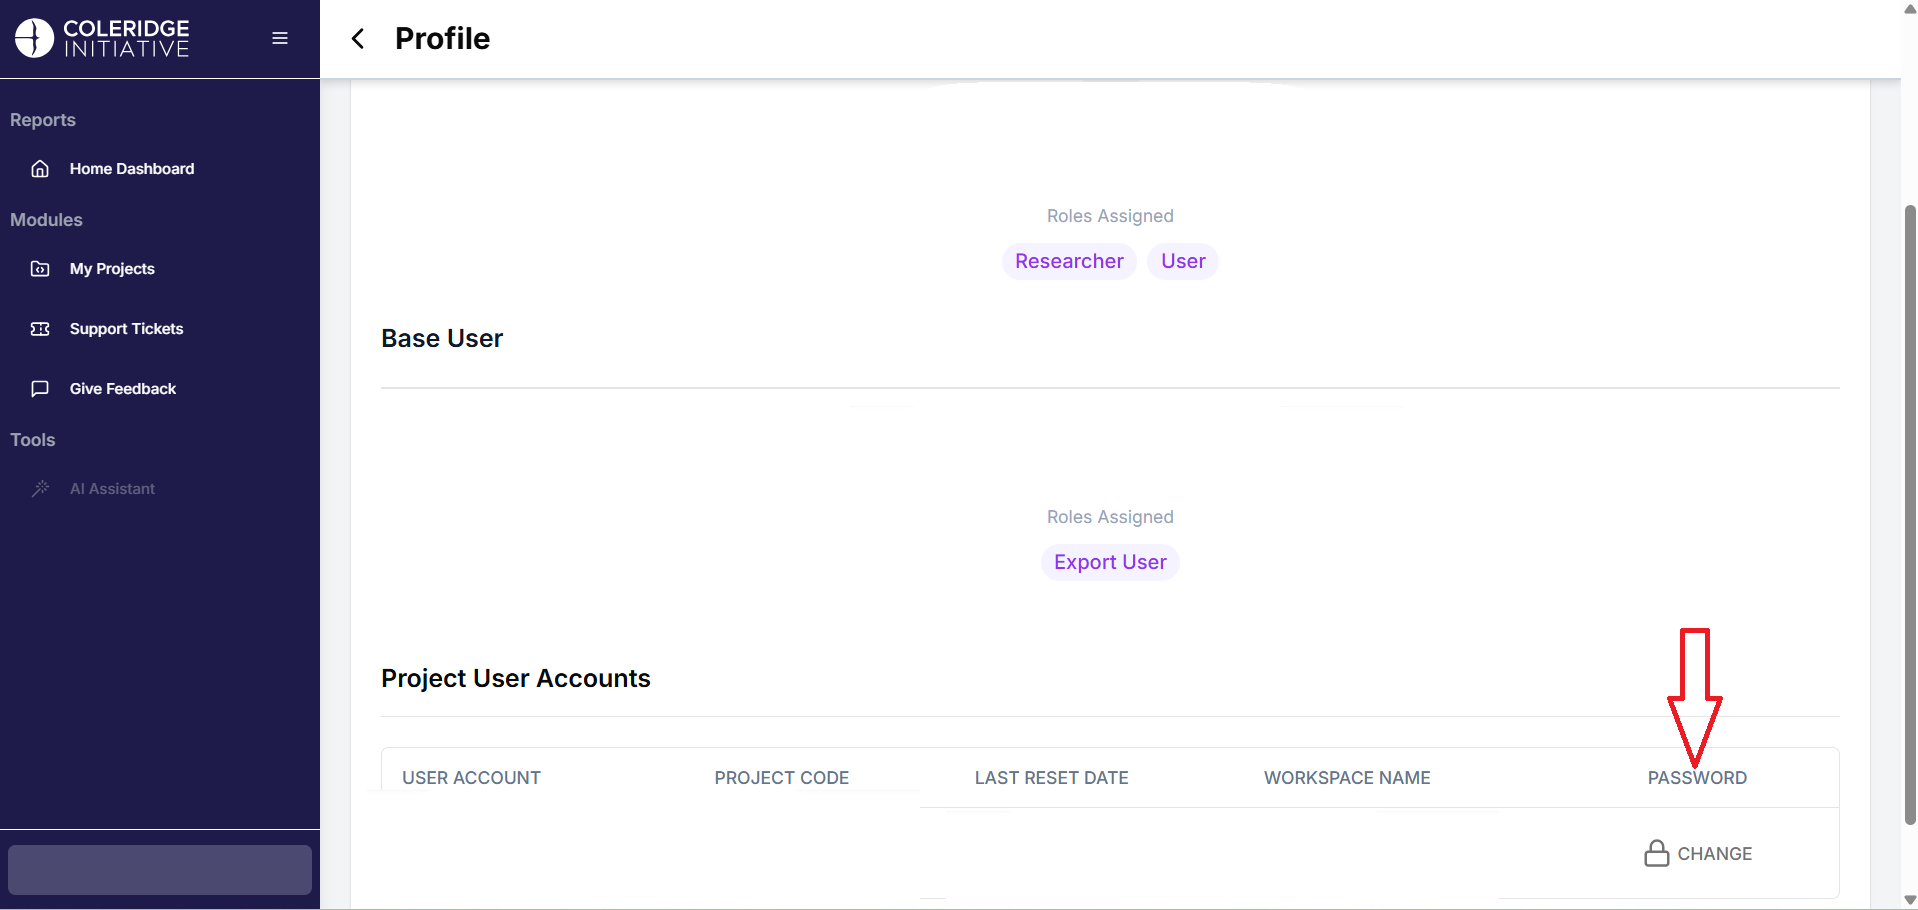 COLERIDGE
INITIATIVE
Profile
Reports
Home Dashboard
Modules
My Projects
Support Tickets
Give Feedback
Tools
AI Assistant
Roles Assigned
Researcher User
Base User
Roles Assigned
Export User
Project User Accounts
USER ACCOUNT PROJECT CODE LAST RESET DATE WORKSPACE NAME PASSWORD
CHANGE